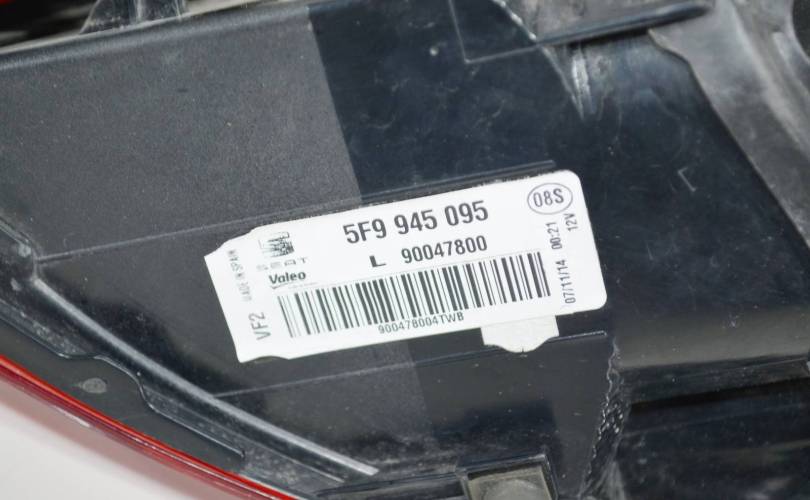 5F9 945 095
08S
SEAT
L 90047800
Valeo
900478004TWB
MADE IN SPAIN
VF2
07/11/14 00:21
12V